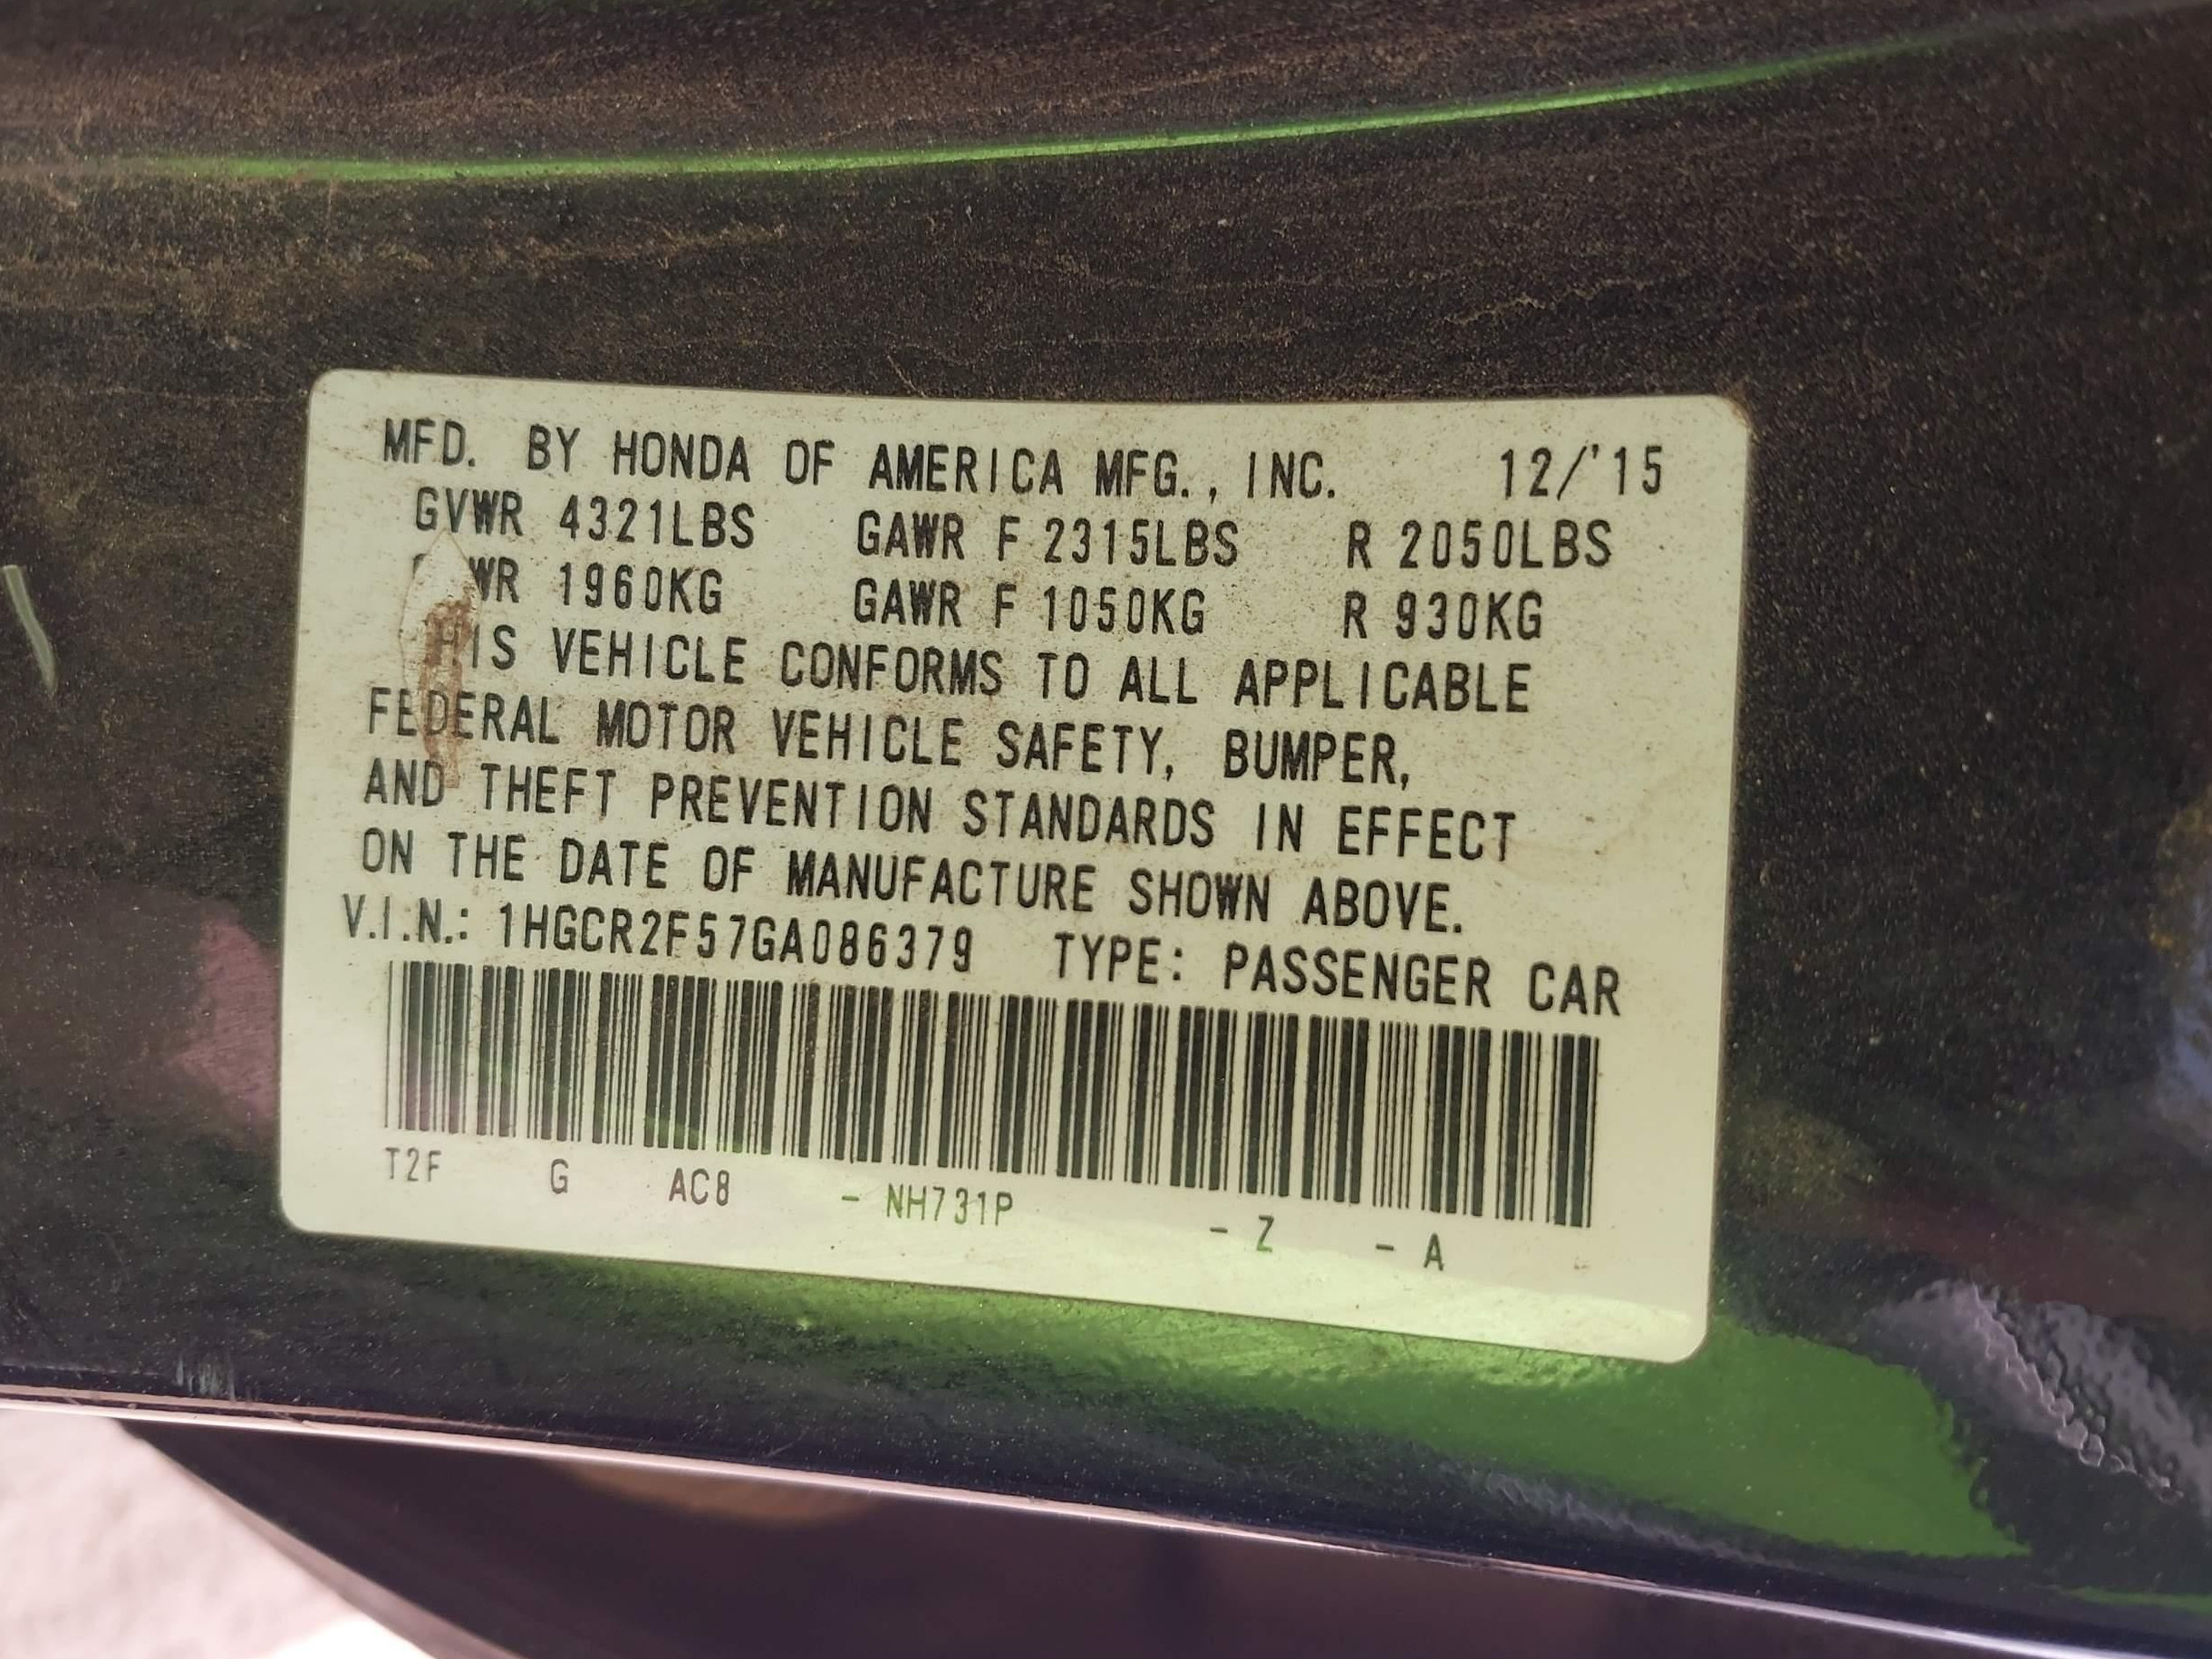 MFD. BY HONDA OF AMERICA MFG., INC. 12/'15
GVWR 4321LBS GAWR F 2315LBS R 2050LBS
WR 1960KG GAWR F 1050KG R 930KG
HIS VEHICLE CONFORMS TO ALL APPLICABLE
FEDERAL MOTOR VEHICLE SAFETY, BUMPER,
AND THEFT PREVENTION STANDARDS IN EFFECT
ON THE DATE OF MANUFACTURE SHOWN ABOVE.
V.I.N.: 1HGCR2F57GA086379 TYPE: PASSENGER CAR
T2F G AC8 - NH731P - Z - A